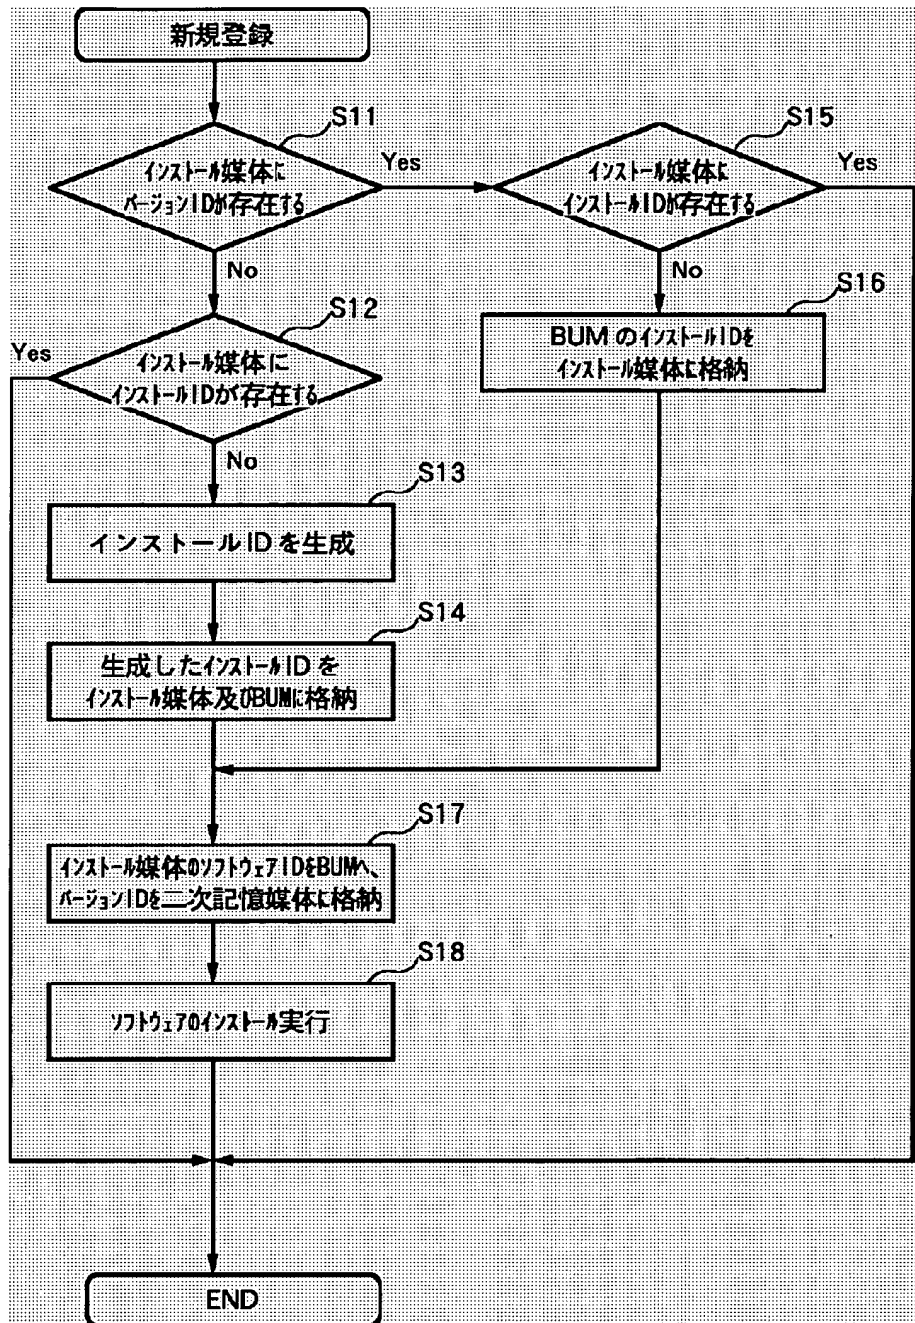 新規登録
S11
インストール媒体に
バージョンIDが存在する
Yes
No
S12
インストール媒体に
インストールIDが存在する
Yes
No
S13
インストールIDを生成
S14
生成したインストールIDを
インストール媒体及びBUMに格納
S15
インストール媒体に
インストールIDが存在する
Yes
No
S16
BUMのインストールIDを
インストール媒体に格納
S17
インストール媒体のソフトウェアIDをBUMへ、
バージョンIDを二次記憶媒体に格納
S18
ソフトウェアのインストール実行
END